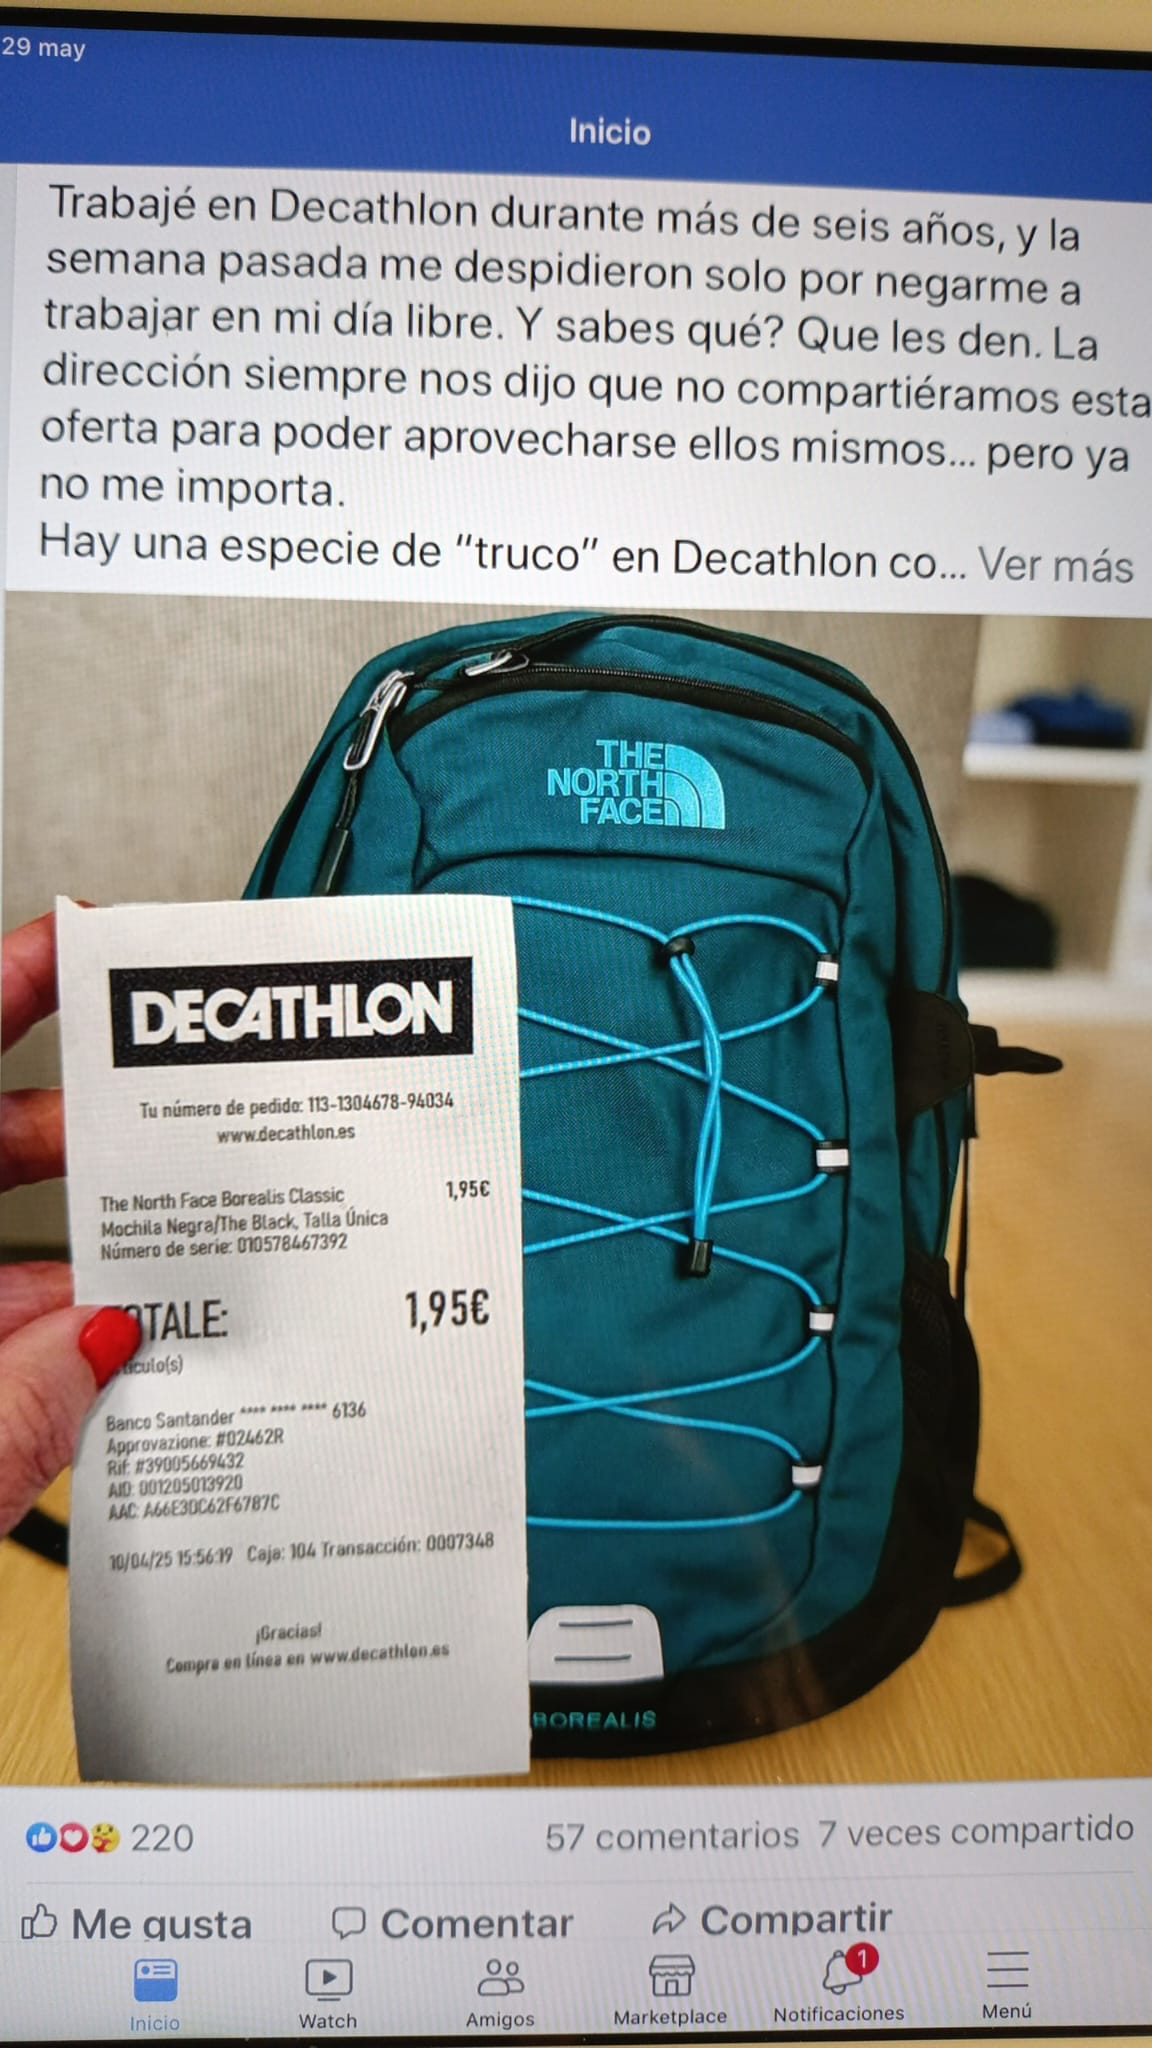 29 may
Inicio
Trabajé en Decathlon durante más de seis años, y la
semana pasada me despidieron solo por negarme a
trabajar en mi día libre. Y sabes qué? Que les den. La
dirección siempre nos dijo que no compartiéramos esta
oferta para poder aprovecharse ellos mismos... pero ya
no me importa.
Hay una especie de “truco” en Decathlon co... Ver más
THE
NORTH
FACE
DECATHLON
Tu número de pedido: 113-1304678-94034
www.decathlon.es
The North Face Borealis Classic 1,95€
Mochila Negra/The Black, Talla Única
Número de serie: 010578467392
OTALE: 1,95€
ículo(s)
Banco Santander **** **** **** 6136
Approvazione: #02462R
Rif: #39005669432
AID: 001205013920
AAC: A66E3DC62F6787C
10/04/25 15:56:19 Caja: 104 Transacción: 0007348
¡Gracias!
Compra en línea en www.decathlon.es
BOREALIS
220 57 comentarios 7 veces compartido
Me gusta Comentar Compartir
1
Inicio Watch Amigos Marketplace Notificaciones Menú